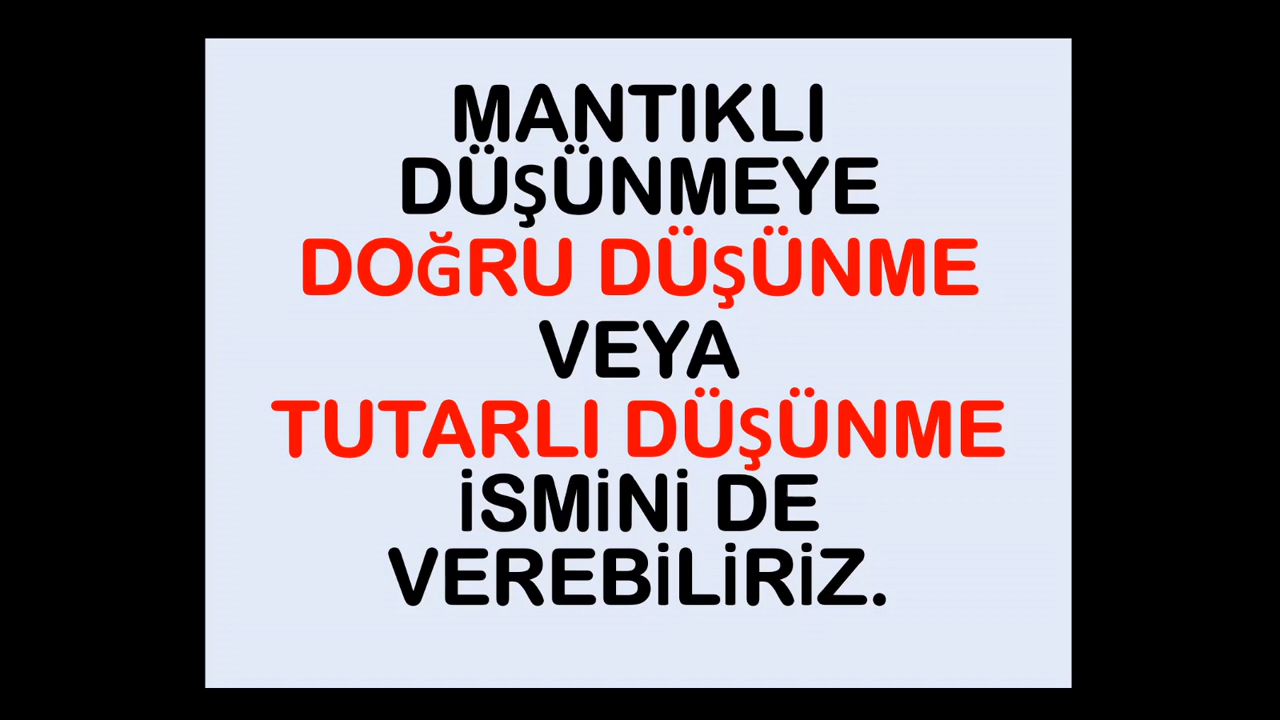 MANTIKLI
DÜŞÜNMEYE
DOĞRU DÜŞÜNME
VEYA
TUTARLI DÜŞÜNME
İSMİNİ DE
VEREBİLİRİZ.